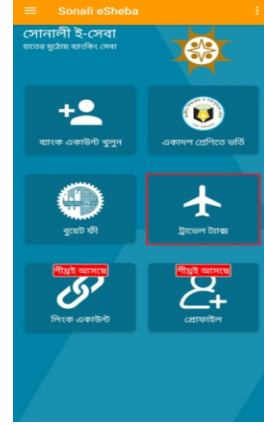 Sonali eSheba
সোনালী ই-সেবা
হাতের মুঠোয় ব্যাংকিং সেবা
ব্যাংক একাউন্ট খুলুন
একাদশ শ্রেণিতে ভর্তি
বুয়েট ফী
ট্রাভেল ট্যাক্স
শীঘ্রই আসছে
লিংক একাউন্ট
শীঘ্রই আসছে
প্রোফাইল